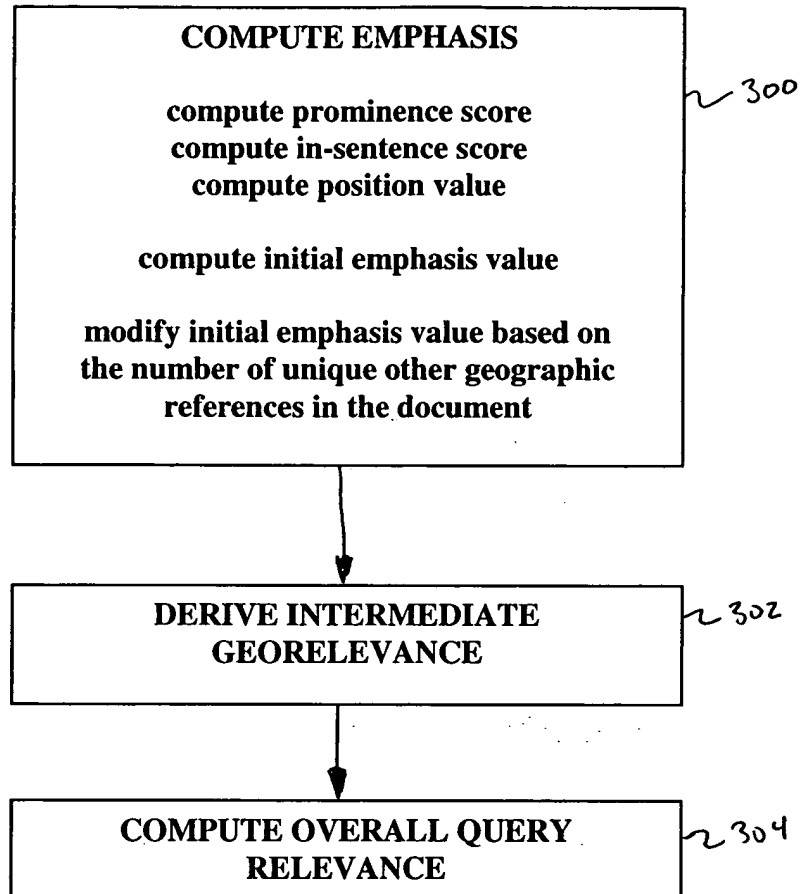 COMPUTE EMPHASIS
300
compute prominence score
compute in-sentence score
compute position value
compute initial emphasis value
modify initial emphasis value based on
the number of unique other geographic
references in the document
DERIVE INTERMEDIATE
GEORELEVANCE
302
COMPUTE OVERALL QUERY
RELEVANCE
304